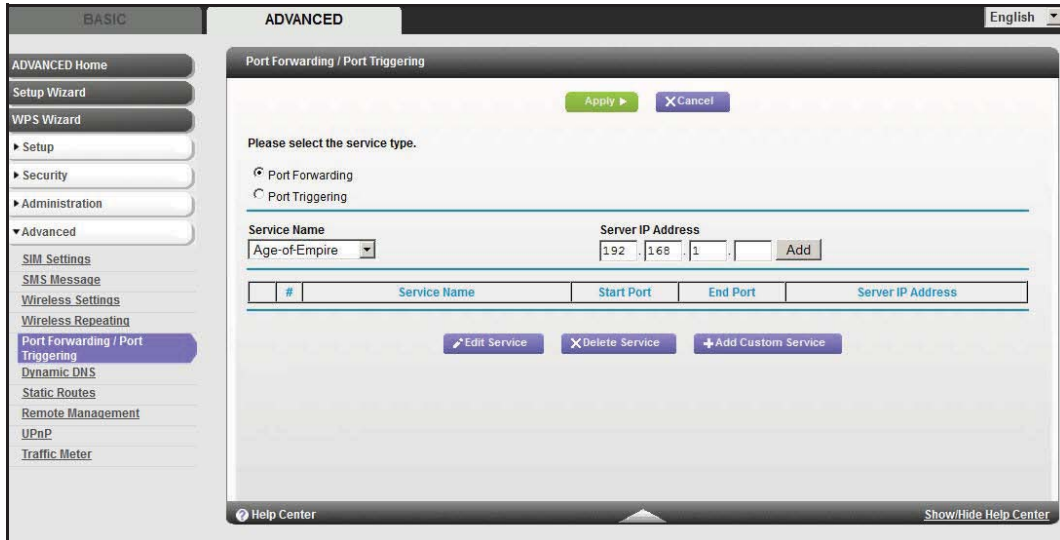 BASIC
ADVANCED
English
ADVANCED Home
Setup Wizard
WPS Wizard
Setup
Security
Administration
Advanced
SIM Settings
SMS Message
Wireless Settings
Wireless Repeating
Port Forwarding / Port
Triggering
Dynamic DNS
Static Routes
Remote Management
UPnP
Traffic Meter
Port Forwarding / Port Triggering
Apply
Cancel
Please select the service type.
Port Forwarding
Port Triggering
Service Name
Server IP Address
Age-of-Empire
192 . 168 . 1 .
Add
# Service Name Start Port End Port Server IP Address
Edit Service
Delete Service
Add Custom Service
Help Center
Show/Hide Help Center